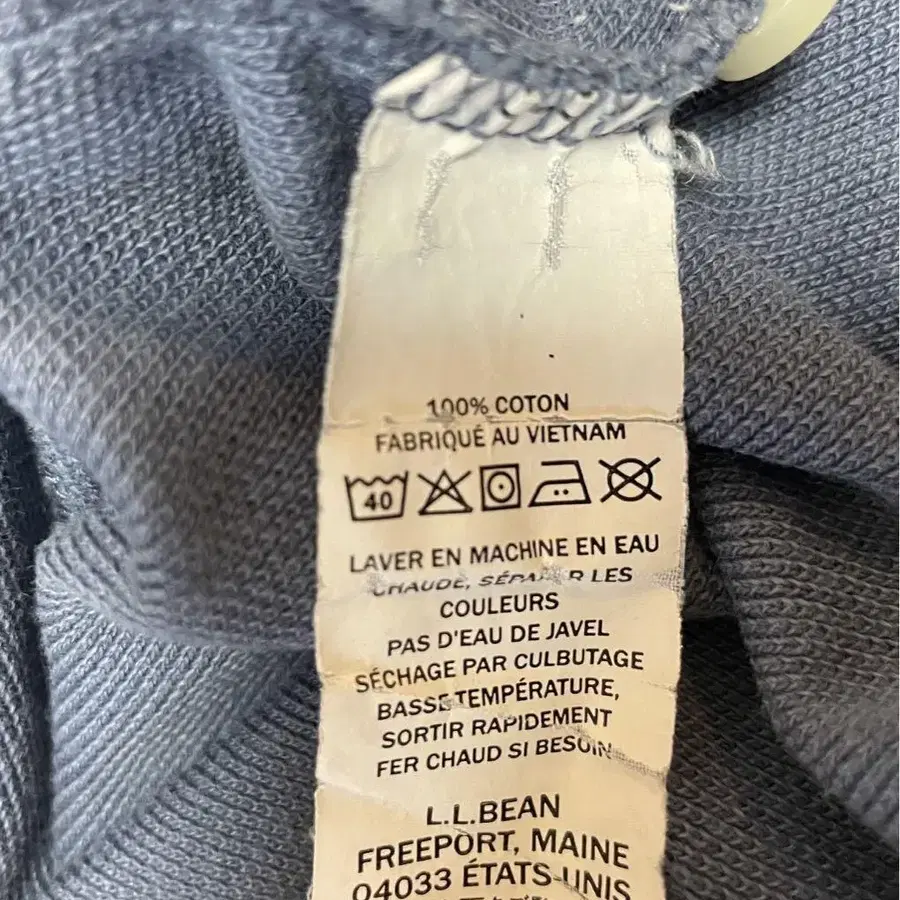 100% COTON
FABRIQUÉ AU VIETNAM
40
LAVER EN MACHINE EN EAU
CHAUDE, SÉPARER LES
COULEURS
PAS D'EAU DE JAVEL
SÉCHAGE PAR CULBUTAGE
BASSE TEMPÉRATURE,
SORTIR RAPIDEMENT
FER CHAUD SI BESOIN
L.L.BEAN
FREEPORT, MAINE
04033 ÉTATS-UNIS